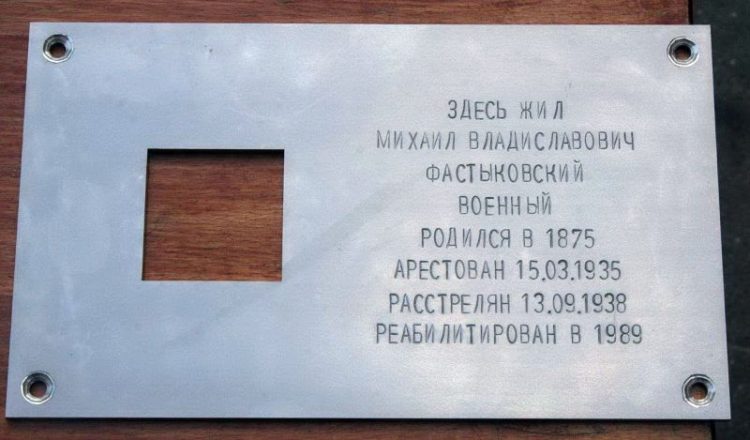 ЗДЕСЬ ЖИЛ
МИХАИЛ ВЛАДИСЛАВОВИЧ
ФАСТЫКОВСКИЙ
ВОЕННЫЙ
РОДИЛСЯ В 1875
АРЕСТОВАН 15.03.1935
РАССТРЕЛЯН 13.09.1938
РЕАБИЛИТИРОВАН В 1989